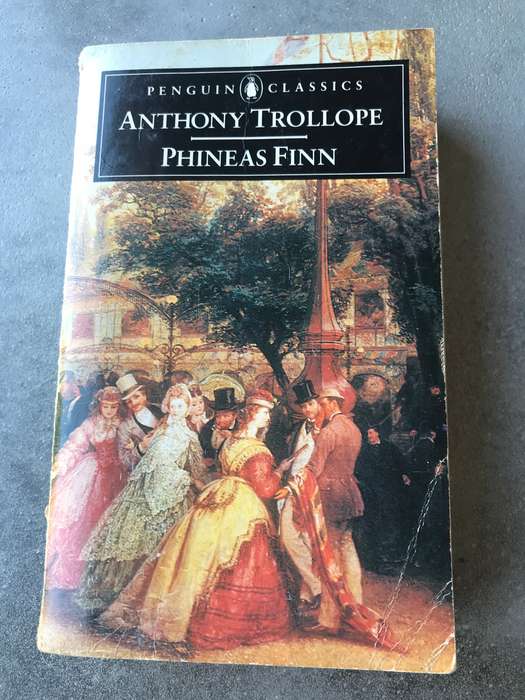 PENGUIN CLASSICS
ANTHONY TROLLOPE
PHINEAS FINN